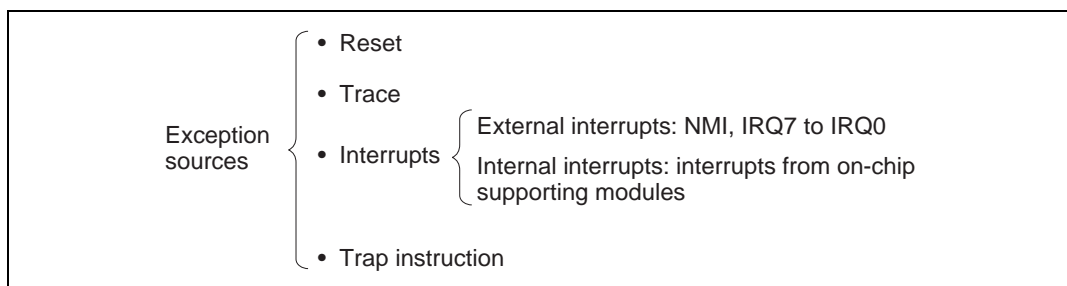 Exception
sources
• Reset
• Trace
• Interrupts
External interrupts: NMI, IRQ7 to IRQ0
Internal interrupts: interrupts from on-chip
supporting modules
• Trap instruction